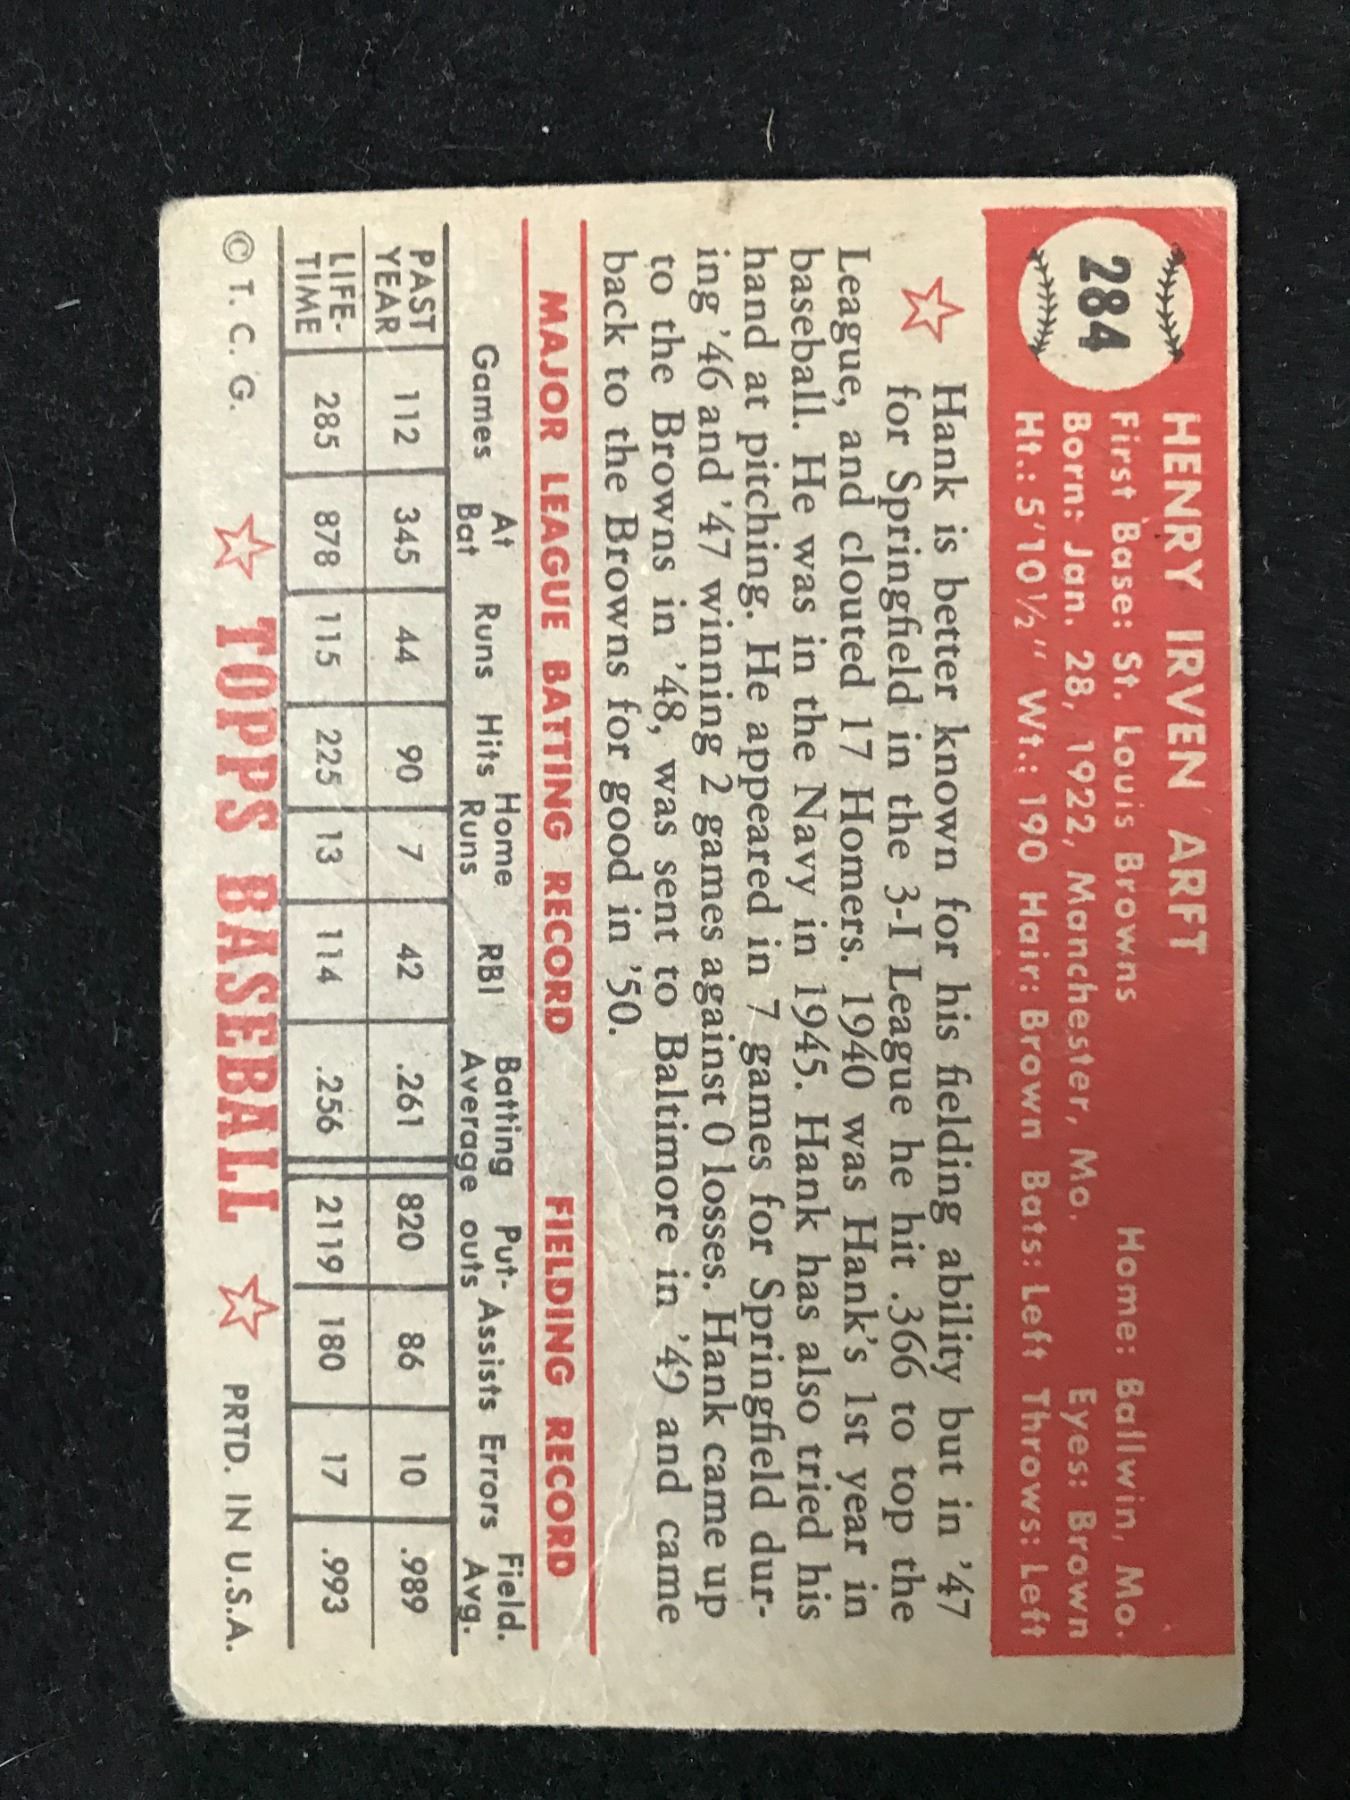 284
HENRY IRVEN ARFT
First Base: St. Louis Browns Home: Ballwin, Mo.
Born: Jan. 28, 1922, Manchester, Mo. Eyes: Brown
Ht.: 5'10½" Wt.: 190 Hair: Brown Bats: Left Throws: Left
Hank is better known for his fielding ability but in '47
for Springfield in the 3-I League he hit .366 to top the
League, and clouted 17 Homers. 1940 was Hank's 1st year in
baseball. He was in the Navy in 1945. Hank has also tried his
hand at pitching. He appeared in 7 games for Springfield dur-
ing '46 and '47 winning 2 games against 0 losses. Hank came up
to the Browns in '48, was sent to Baltimore in '49 and came
back to the Browns for good in '50.
MAJOR LEAGUE BATTING RECORD FIELDING RECORD
Games At Bat Runs Hits Home Runs RBI Batting Average Put-outs Assists Errors Field. Avg.
PAST YEAR 112 345 44 90 7 42 .261 820 86 10 .989
LIFE-TIME 285 878 115 225 13 114 .256 2119 180 17 .993
© T. C. G. TOPPS BASEBALL PRTD. IN U.S.A.